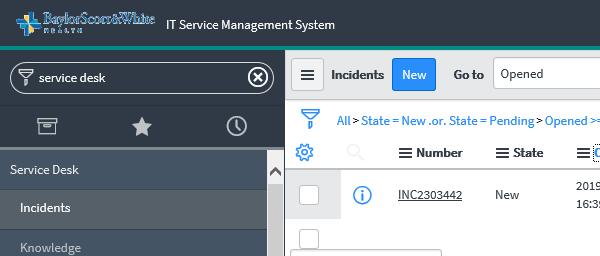 BaylorScott&White
HEALTH
IT Service Management System
service desk
Incidents New Go to Opened
All > State = New .or. State = Pending > Opened >=
Number State
Service Desk
INC2303442 New 2019
16:39
Incidents
Knowledge